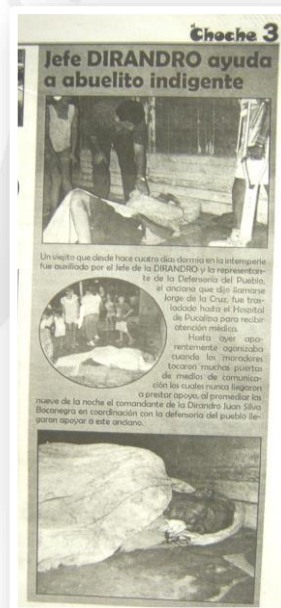 Choche 3
Jefe DIRANDRO ayuda
a abuelito indigente
Un viejito que desde hace cuatro días dormía en la intemperie
fue auxiliado por el Jefe de la DIRANDRO y la representan-
te de la Defensoría del Pueblo,
el anciano que dijo llamarse
Jorge de la Cruz, fue tras-
ladado hasta el Hospital
de Pucallpa para recibir
atención médica.
Hasta ayer apa-
rentemente agonizaba
cuando los moradores
tocaron muchas puertas
de medios de comunica-
ción los cuales nunca llegaron
a prestar apoyo, al promediar las
nueve de la noche el comandante de la Dirandro Juan Silva
Bocanegra en coordinación con la defensoría del pueblo lle-
garon apoyar a este anciano.